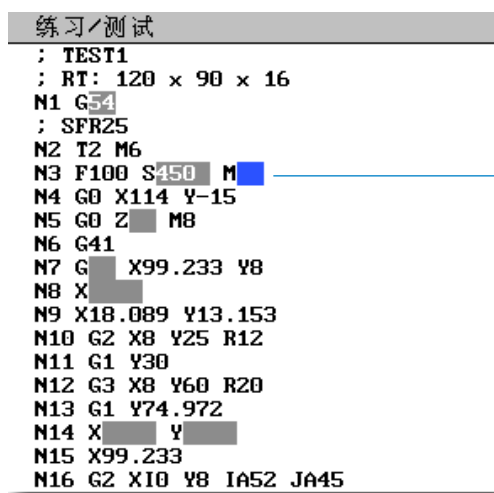 练习/测试
; TEST1
; RT: 120 x 90 x 16
N1 G54
; SFR25
N2 T2 M6
N3 F100 S450 M
N4 G0 X114 Y-15
N5 G0 Z M8
N6 G41
N7 G X99.233 Y8
N8 X
N9 X18.089 Y13.153
N10 G2 X8 Y25 R12
N11 G1 Y30
N12 G3 X8 Y60 R20
N13 G1 Y74.972
N14 X Y
N15 X99.233
N16 G2 XI0 Y8 IA52 JA45